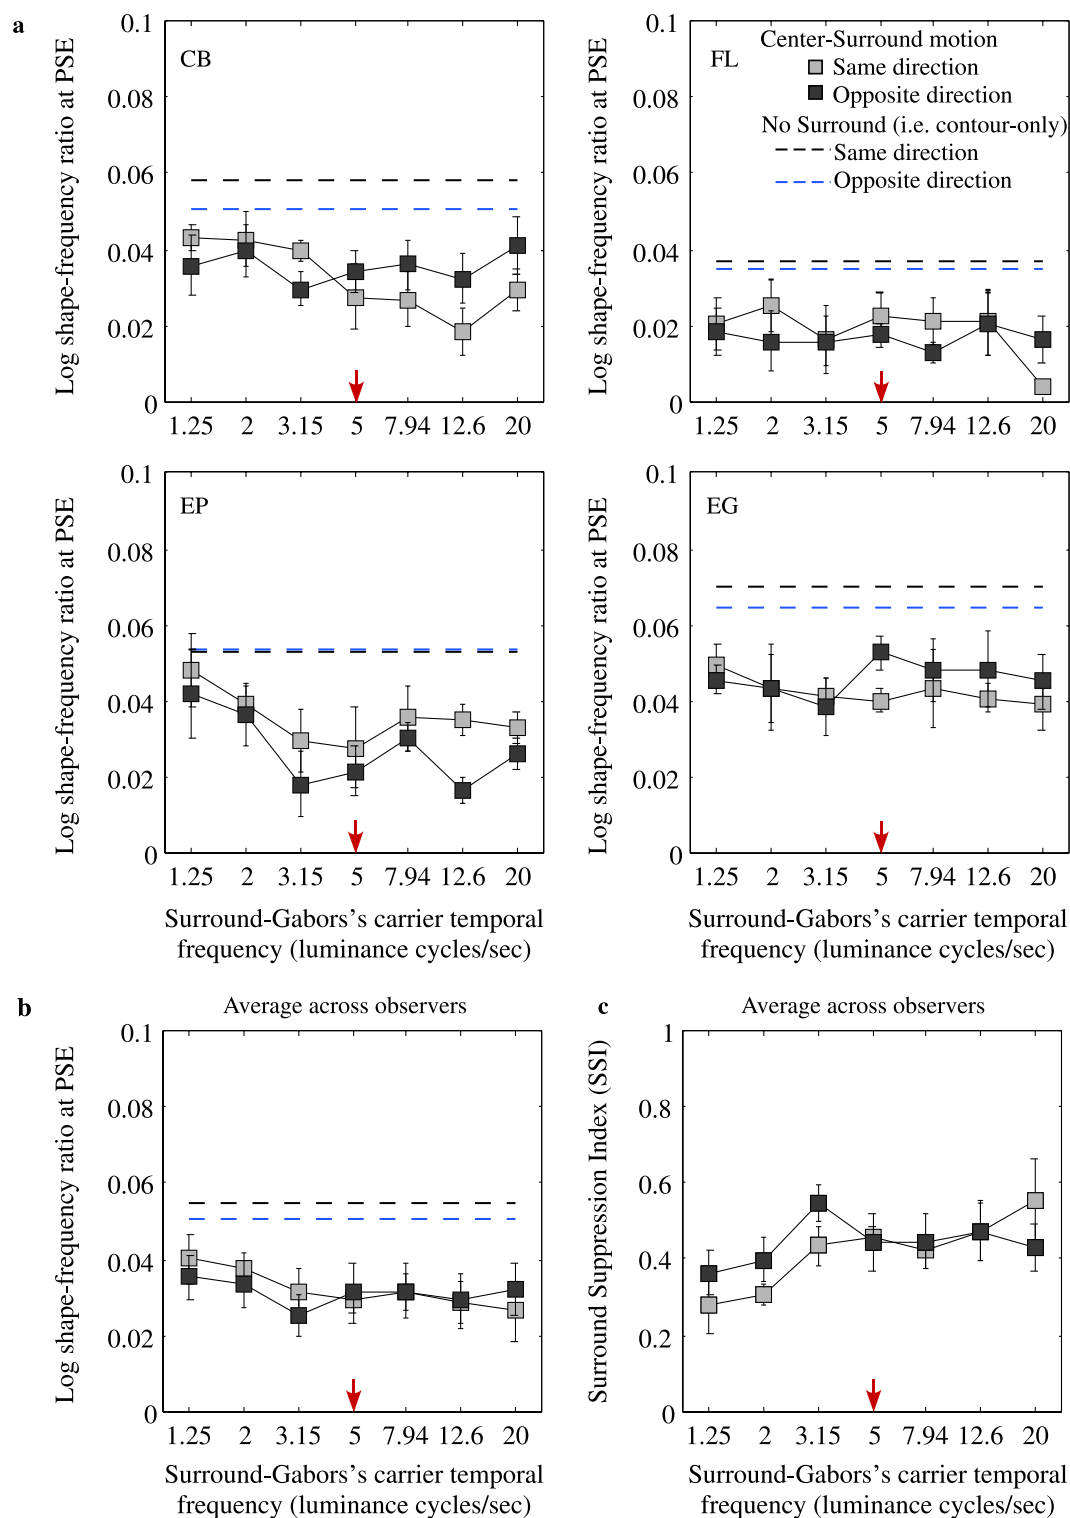 a
Log shape-frequency ratio at PSE
0.1
0.08
0.06
0.04
0.02
0
CB
1.25 2 3.15 5 7.94 12.6 20
Log shape-frequency ratio at PSE
0.1
0.08
0.06
0.04
0.02
0
FL
Center-Surround motion
Same direction
Opposite direction
No Surround (i.e. contour-only)
Same direction
Opposite direction
1.25 2 3.15 5 7.94 12.6 20
Log shape-frequency ratio at PSE
0.1
0.08
0.06
0.04
0.02
0
EP
1.25 2 3.15 5 7.94 12.6 20
Surround-Gabors's carrier temporal
frequency (luminance cycles/sec)
Log shape-frequency ratio at PSE
0.1
0.08
0.06
0.04
0.02
0
EG
1.25 2 3.15 5 7.94 12.6 20
Surround-Gabors's carrier temporal
frequency (luminance cycles/sec)
b
Average across observers
Log shape-frequency ratio at PSE
0.1
0.08
0.06
0.04
0.02
0
1.25 2 3.15 5 7.94 12.6 20
Surround-Gabors's carrier temporal
frequency (luminance cycles/sec)
c
Average across observers
Surround Suppression Index (SSI)
1
0.8
0.6
0.4
0.2
0
1.25 2 3.15 5 7.94 12.6 20
Surround-Gabors's carrier temporal
frequency (luminance cycles/sec)